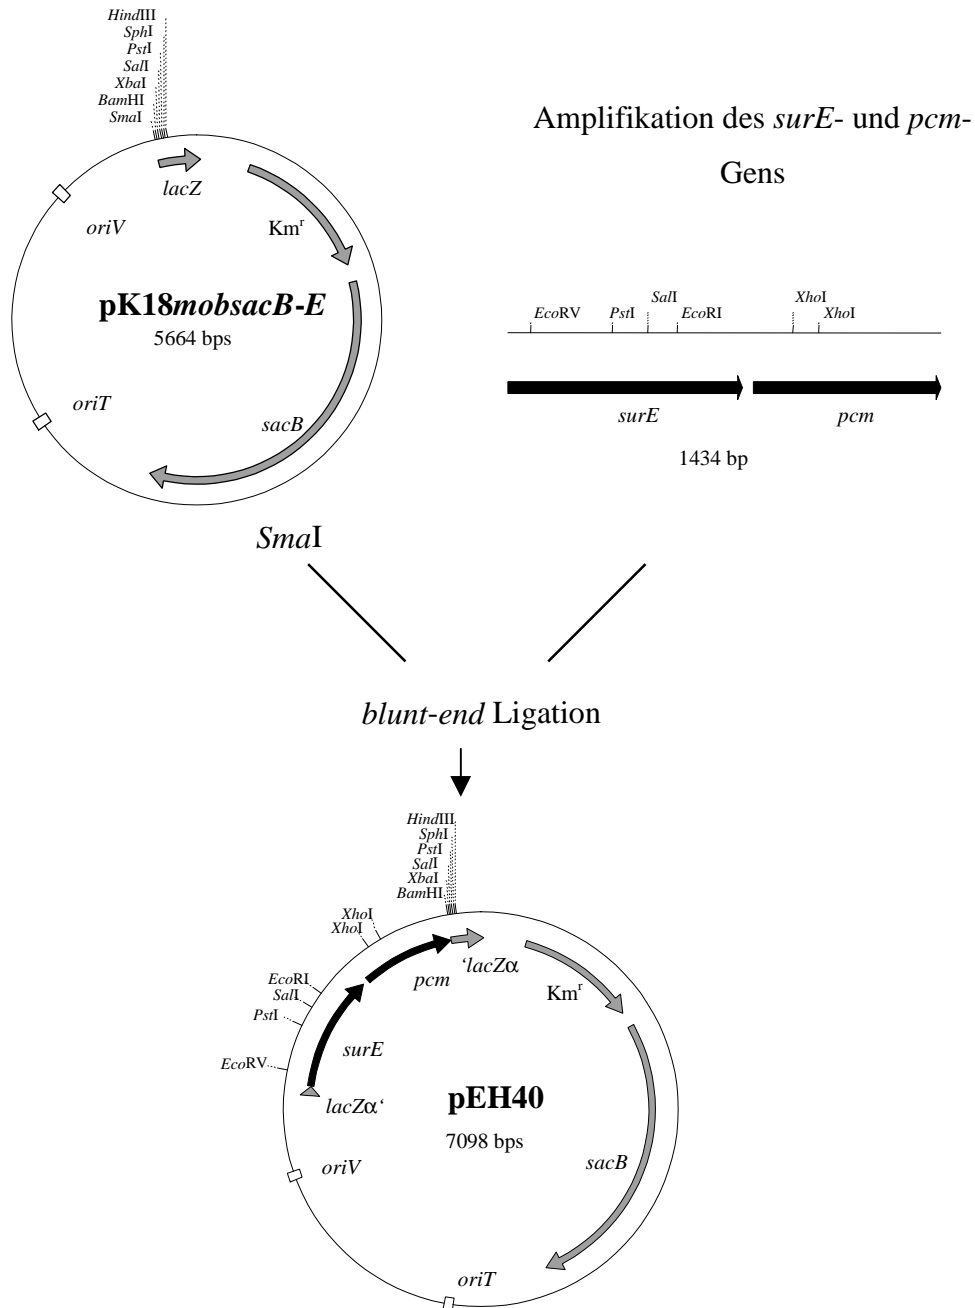 HindIII
SphI
PstI
SalI
XbaI
BamHI
SmaI
lacZ
Kmr
oriV
pK18mobsacB-E
5664 bps
oriT
sacB
SmaI
Amplifikation des surE- und pcm-
Gens
EcoRV
PstI
SalI
EcoRI
XhoI
XhoI
surE
pcm
1434 bp
blunt-end Ligation
HindIII
SphI
PstI
SalI
XbaI
BamHI
XhoI
XhoI
EcoRI
SalI
PstI
EcoRV
pcm
‘lacZα
Kmr
surE
lacZα‘
pEH40
7098 bps
oriV
sacB
oriT